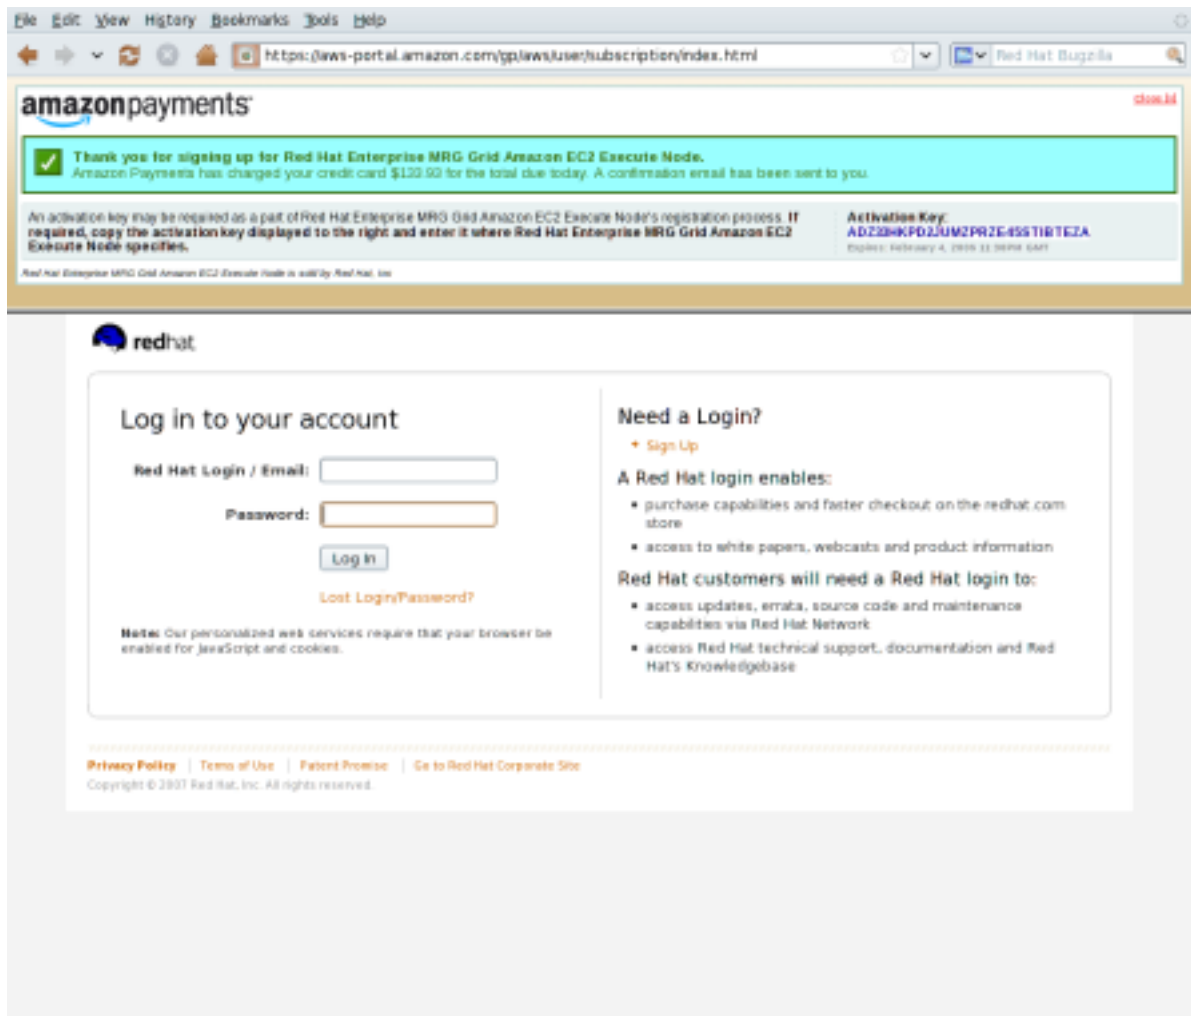 File Edit View History Bookmarks Tools Help
https://aws-portal.amazon.com/gp/aws/user/subscription/index.html
Red Hat Bugzilla
amazonpayments
close [x]
Thank you for signing up for Red Hat Enterprise MRG Grid Amazon EC2 Execute Node.
Amazon Payments has charged your credit card for the total due today. A confirmation email has been sent to you.
An activation key may be required as a part of Red Hat Enterprise MRG Grid Amazon EC2 Execute Node's registration process. If
required, copy the activation key displayed to the right and enter it where Red Hat Enterprise MRG Grid Amazon EC2
Execute Node specifies.
Activation Key:
Expires: February 4,
Red Hat Enterprise MRG Grid Amazon EC2 Execute Node is sold by Red Hat, Inc
redhat
Log in to your account
Red Hat Login / Email:
Password:
Log In
Lost Login/Password?
Note: Our personalized web services require that your browser be
enabled for JavaScript and cookies.
Need a Login?
Sign Up
A Red Hat login enables:
purchase capabilities and faster checkout on the redhat.com
store
access to white papers, webcasts and product information
Red Hat customers will need a Red Hat login to:
access updates, errata, source code and maintenance
capabilities via Red Hat Network
access Red Hat technical support, documentation and Red
Hat's Knowledgebase
Privacy Policy | Terms of Use | Patent Promise | Go to Red Hat Corporate Site
Copyright © 2007 Red Hat, Inc. All rights reserved.